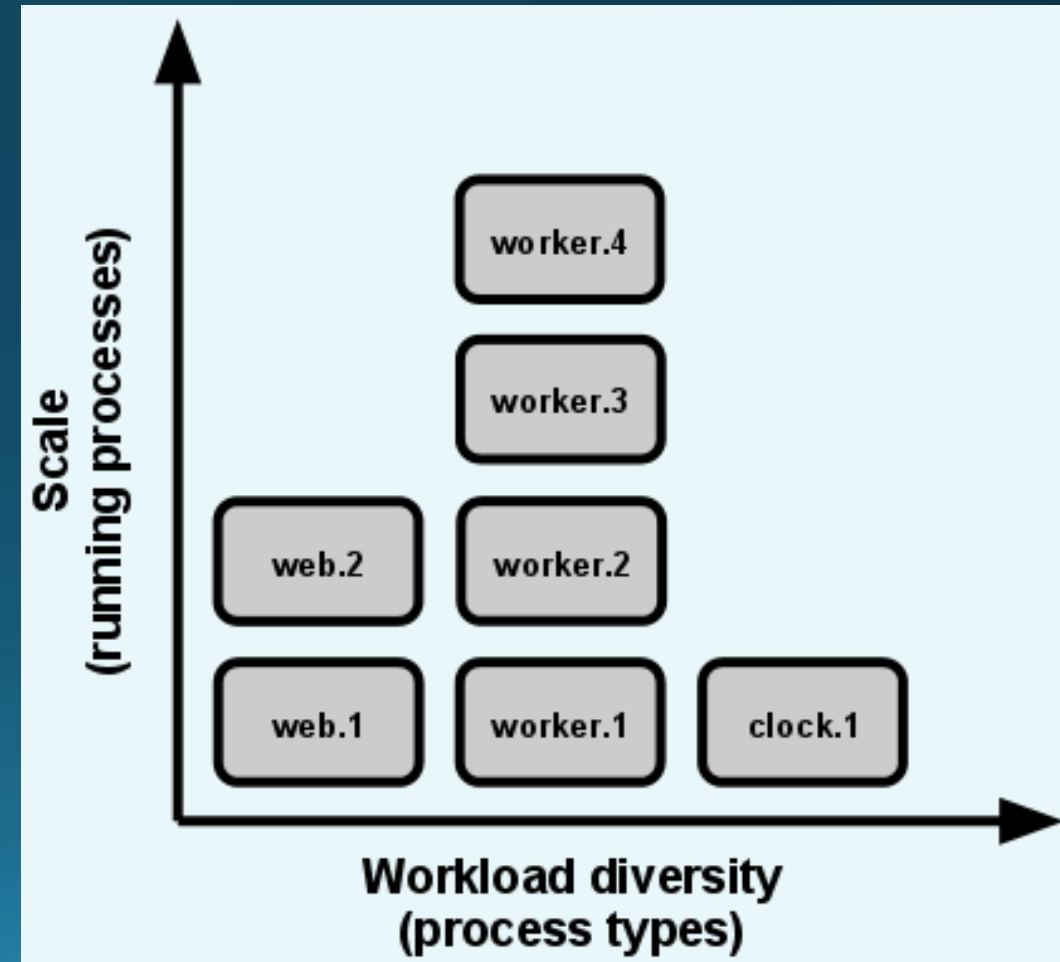 Scale
(running processes)
worker.4
worker.3
web.2
worker.2
web.1
worker.1
clock.1
Workload diversity
(process types)